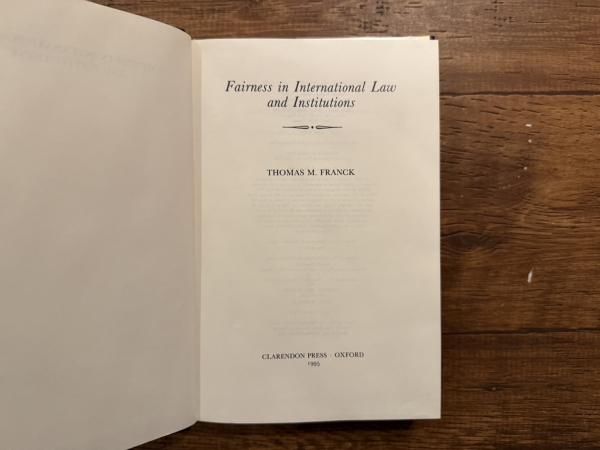 Fairness in International Law
and Institutions
THOMAS M. FRANCK
CLARENDON PRESS · OXFORD
1995